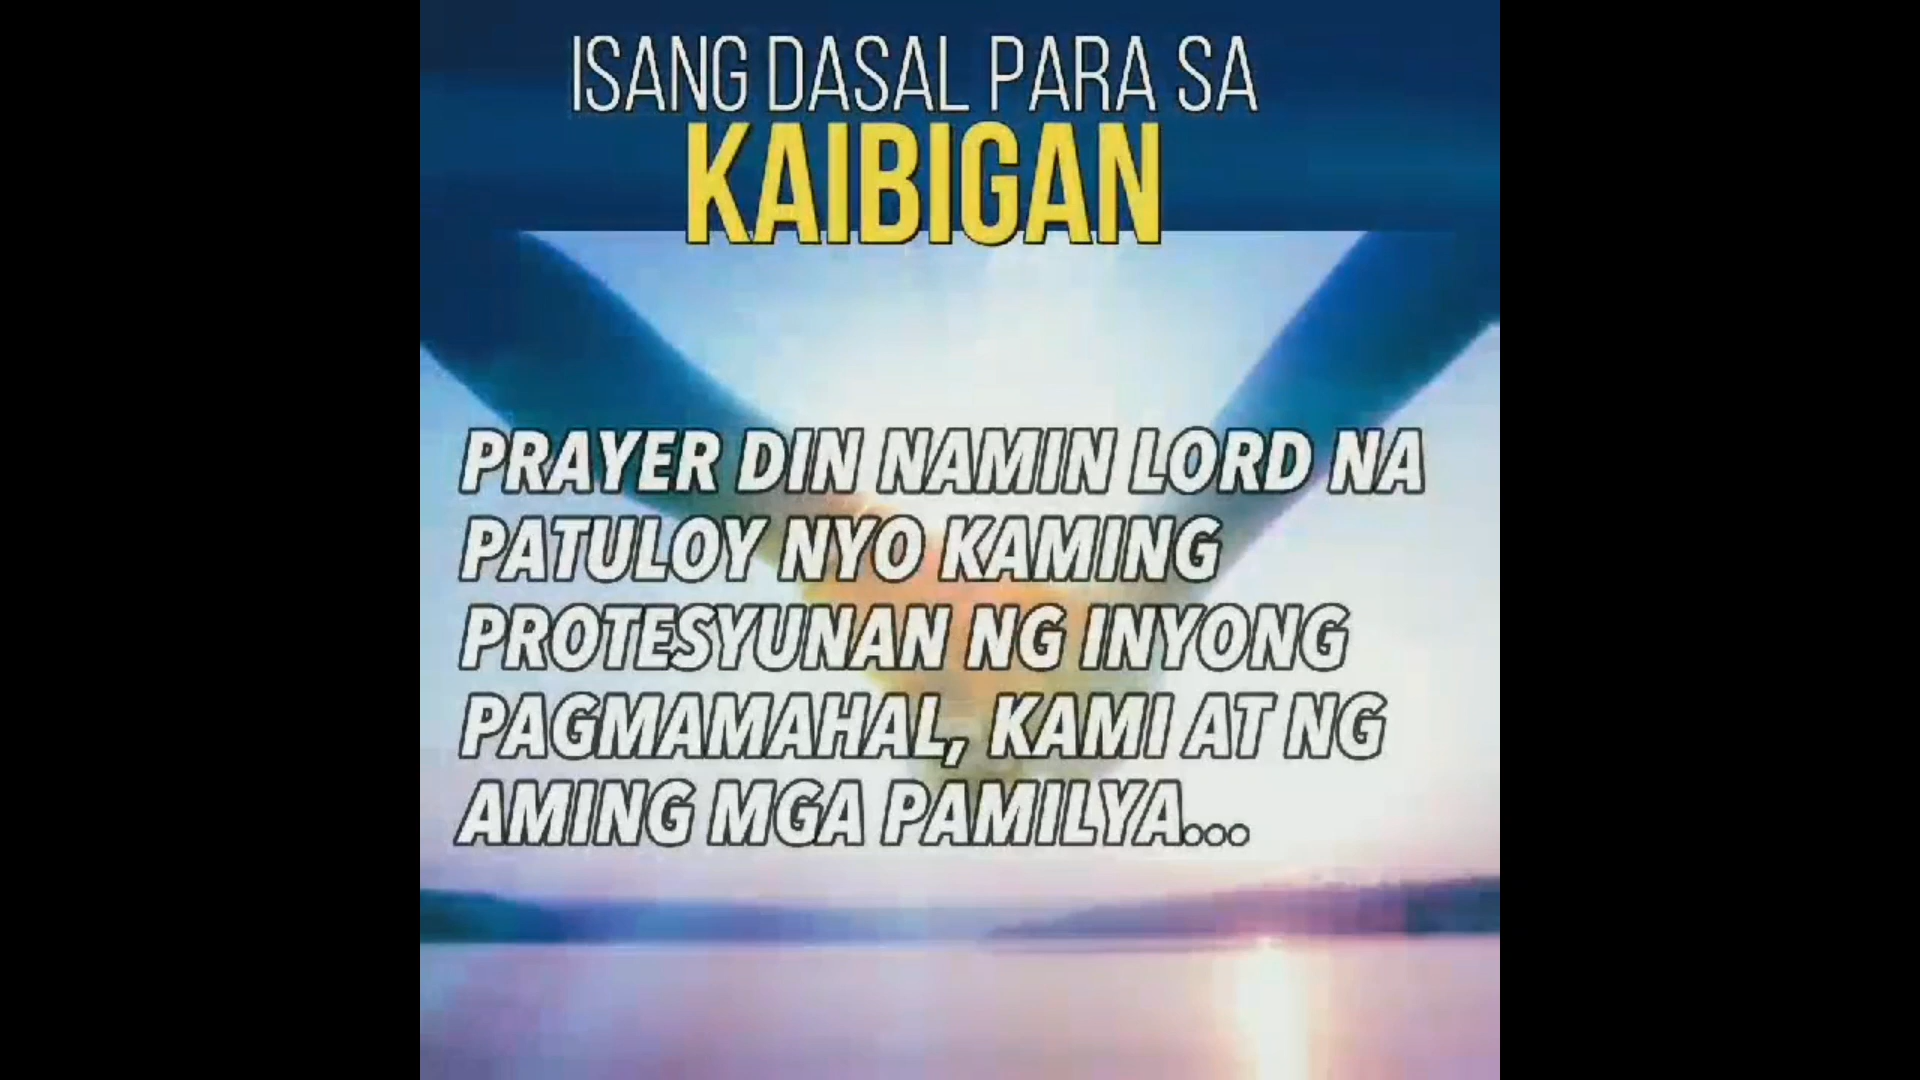 ISANG DASAL PARA SA
KAIBIGAN
PRAYER DIN NAMIN LORD NA
PATULOY NYO KAMING
PROTESYUNAN NG INYONG
PAGMAMAHAL, KAMI AT NG
AMING MGA PAMILYA...